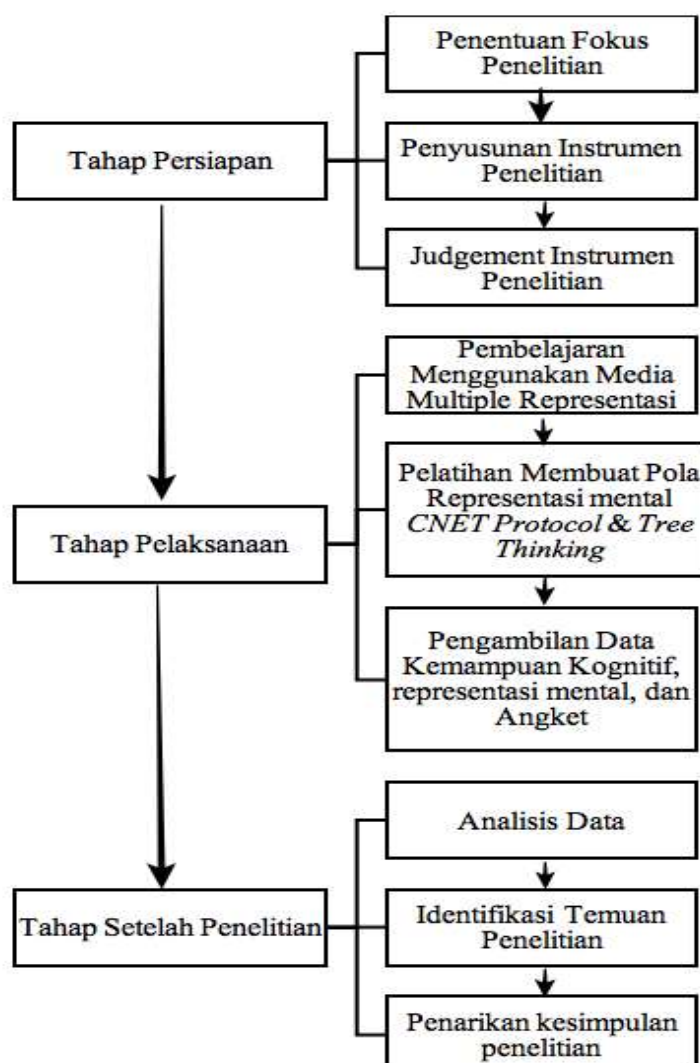 Penentuan Fokus
Penelitian
Tahap Persiapan
Penyusunan Instrumen
Penelitian
Judgement Instrumen
Penelitian
Pembelajaran
Menggunakan Media
Multiple Representasi
Tahap Pelaksanaan
Pelatihan Membuat Pola
Representasi mental
CNET Protocol & Tree
Thinking
Pengambilan Data
Kemampuan Kognitif,
representasi mental, dan
Angket
Analisis Data
Tahap Setelah Penelitian
Identifikasi Temuan
Penelitian
Penarikan kesimpulan
penelitian